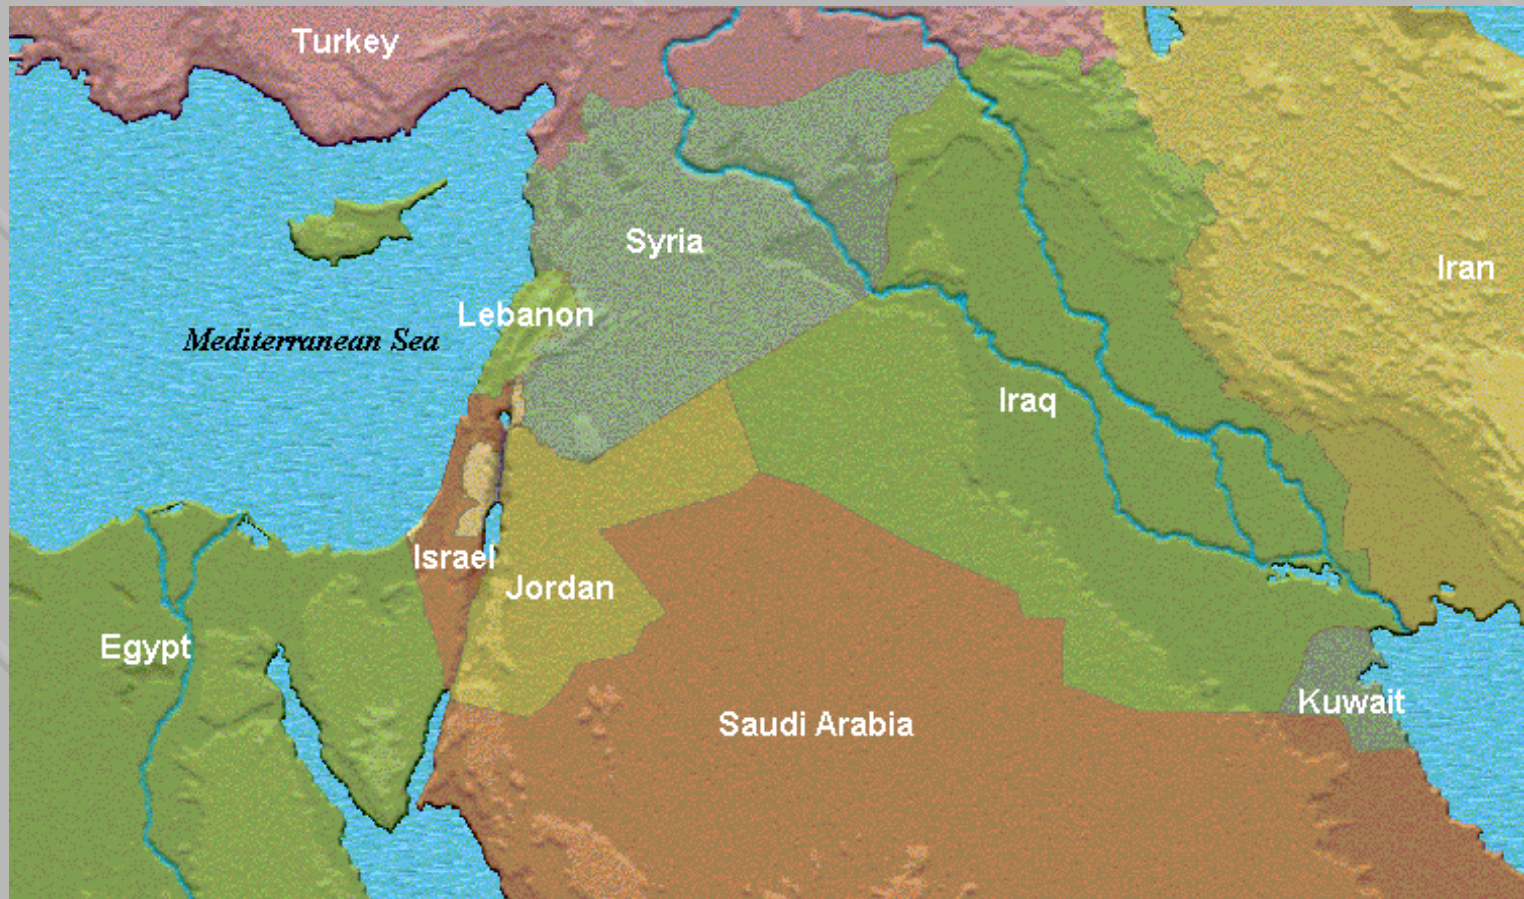 Turkey
Syria
Iran
Lebanon
Mediterranean Sea
Iraq
Israel
Jordan
Egypt
Kuwait
Saudi Arabia